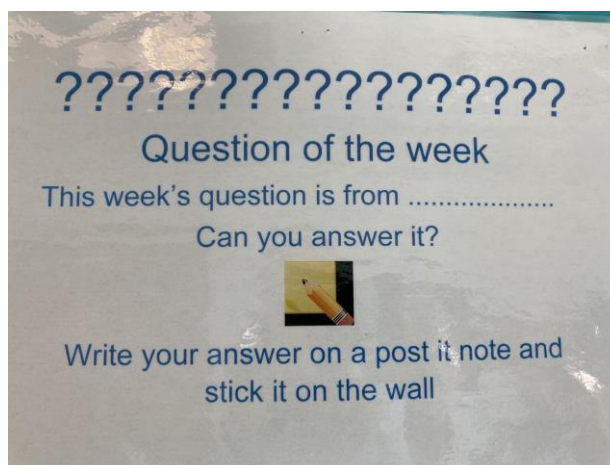 ??????????????????
Question of the week
This week's question is from .....................
Can you answer it?
Write your answer on a post it note and
stick it on the wall